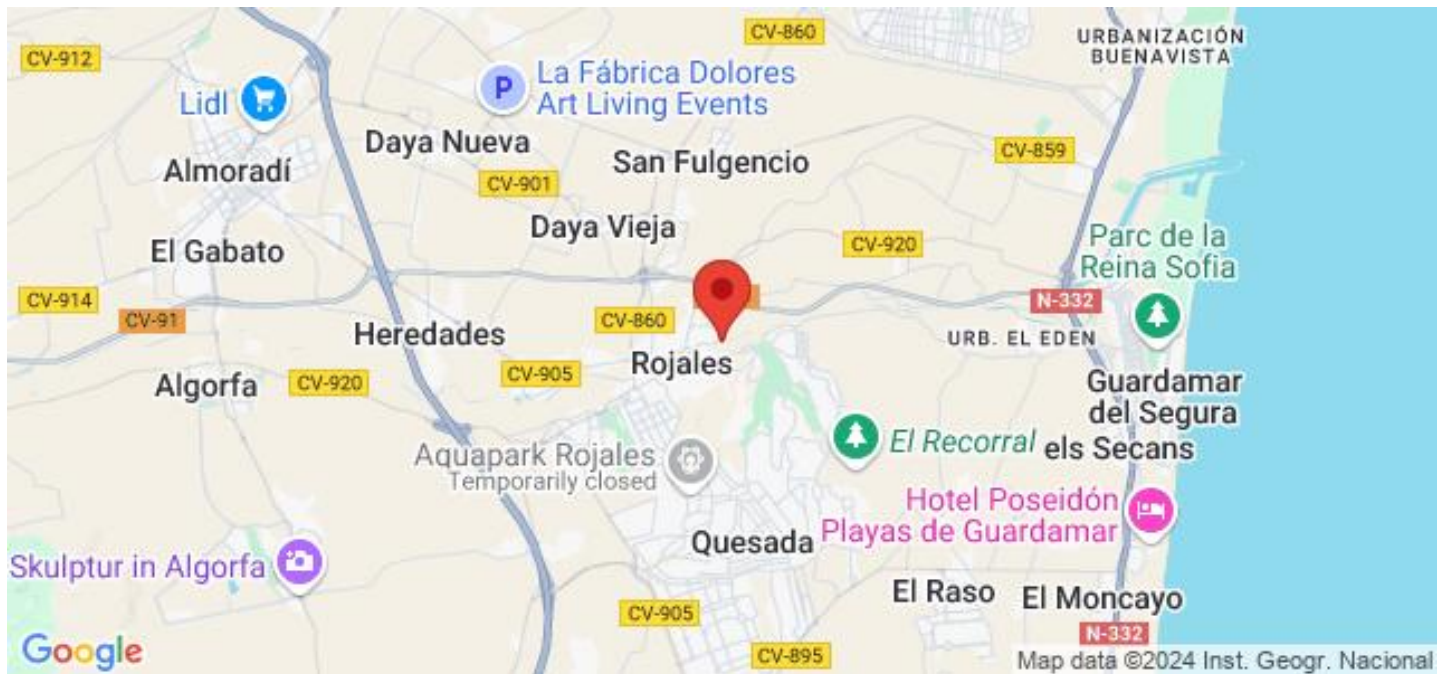 CV-860
URBANIZACIÓN
BUENAVISTA
CV-912
La Fábrica Dolores
Art Living Events
P
Lidl
Daya Nueva
CV-859
San Fulgencio
Almoradí
CV-901
Daya Vieja
Parc de la
Reina Sofia
El Gabato
CV-920
CV-914
N-332
CV-91
CV-860
Heredades
URB. EL EDEN
Rojales
CV-905
Algorfa
CV-920
Guardamar
del Segura
El Recorral
els Secans
Aquapark Rojales
Temporarily closed
Hotel Poseidón
Playas de Guardamar
Quesada
Skulptur in Algorfa
El Raso
El Moncayo
CV-905
N-332
CV-895
Google
Map data ©2024 Inst. Geogr. Nacional